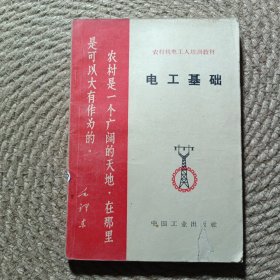 农村是一个广阔的天地，在那里
是可以大有作为的。
毛泽东
农村机电工人培训教材
电工基础
电围工业出版社